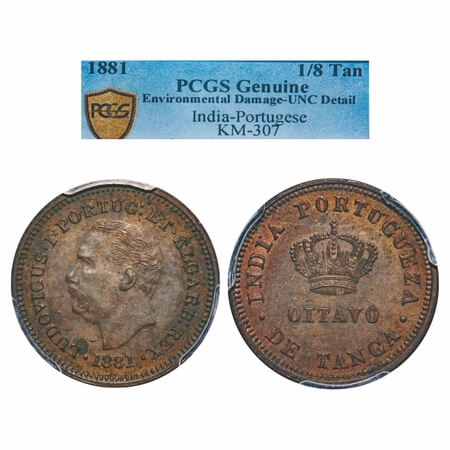 1881 1/8 Tan
PCGS Genuine
Environmental Damage-UNC Detail
India-Portugese
KM-307
PCGS
LUDOVICUS·I·PORTUG:ET·ALGARB:REX
·1881·
·INDIA PORTUGUEZA·
OITAVO
DE TANGA